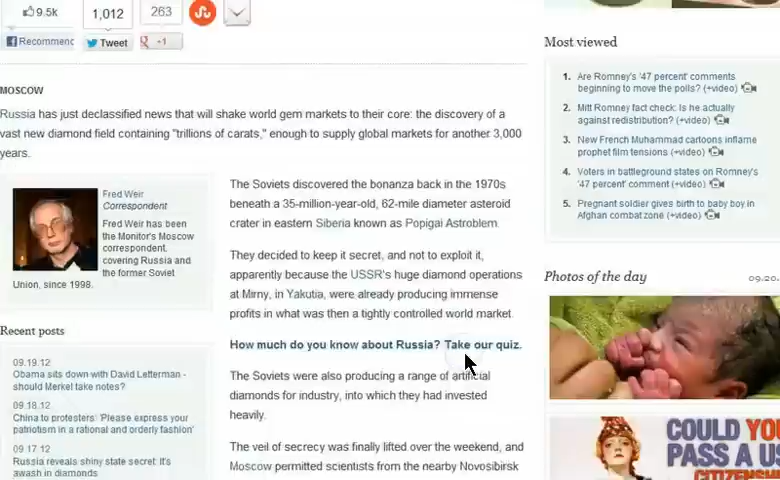 9.5k
1,012
263
Recommend
Tweet
+1
MOSCOW
Russia has just declassified news that will shake world gem markets to their core: the discovery of a
vast new diamond field containing "trillions of carats," enough to supply global markets for another 3,000
years.
Fred Weir
Correspondent
Fred Weir has been
the Monitor's Moscow
correspondent,
covering Russia and
the former Soviet
Union, since 1998.
Recent posts
09.19.12
Obama sits down with David Letterman -
should Merkel take notes?
09.18.12
China to protesters: 'Please express your
patriotism in a rational and orderly fashion'
09.17.12
Russia reveals shiny state secret: It's
awash in diamonds
The Soviets discovered the bonanza back in the 1970s
beneath a 35-million-year-old, 62-mile diameter asteroid
crater in eastern Siberia known as Popigai Astroblem.
They decided to keep it secret, and not to exploit it,
apparently because the USSR's huge diamond operations
at Mirny, in Yakutia, were already producing immense
profits in what was then a tightly controlled world market.
How much do you know about Russia? Take our quiz.
The Soviets were also producing a range of artificial
diamonds for industry, into which they had invested
heavily.
The veil of secrecy was finally lifted over the weekend, and
Moscow permitted scientists from the nearby Novosibirsk
Most viewed
1. Are Romney's '47 percent' comments
beginning to move the polls? (+video)
2. Mitt Romney fact check: Is he actually
against redistribution? (+video)
3. New French Muhammad cartoons inflame
prophet film tensions (+video)
4. Voters in battleground states on Romney's
'47 percent' comment (+video)
5. Pregnant soldier gives birth to baby boy in
Afghan combat zone (+video)
Photos of the day
09.20.
COULD YOU
PASS A US
CITIZENSHIP